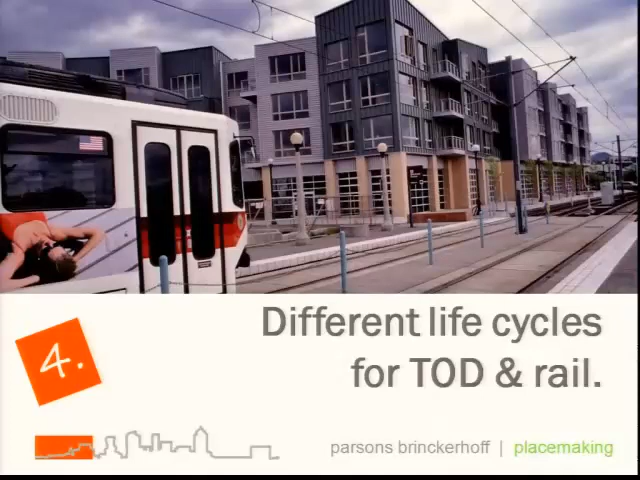 4.
Different life cycles
for TOD & rail.
parsons brinckerhoff | placemaking